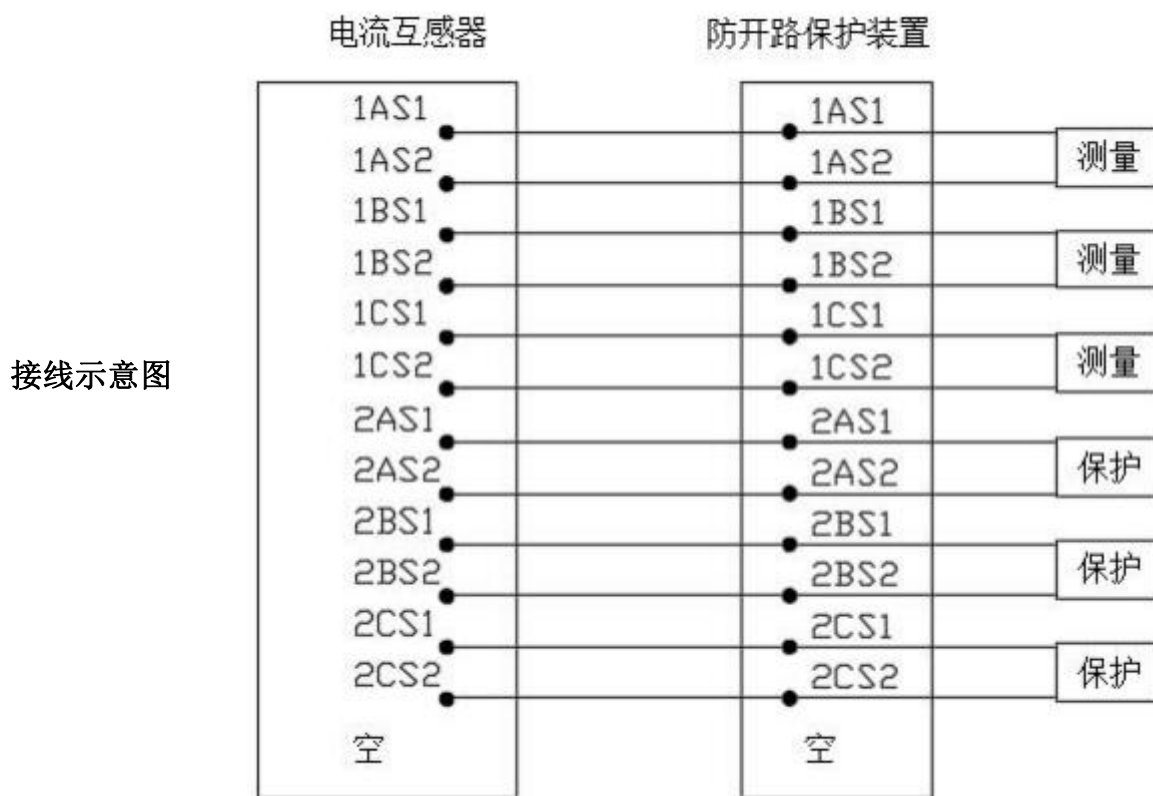 电流互感器 防开路保护装置
1AS1 1AS1
测量
1AS2 1AS2
1BS1 1BS1
测量
1BS2 1BS2
1CS1 1CS1
测量
接线示意图
1CS2 1CS2
2AS1 2AS1
保护
2AS2 2AS2
2BS1 2BS1
保护
2BS2 2BS2
2CS1 2CS1
保护
2CS2 2CS2
空 空